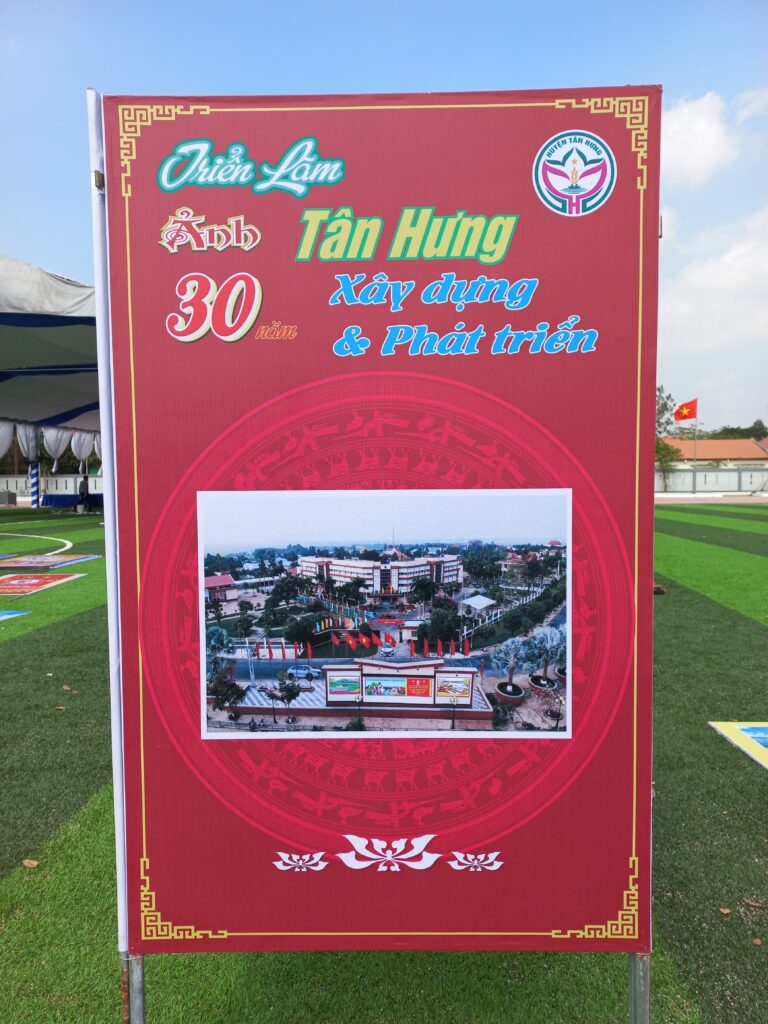 Triển Lãm
HUYỆN TÂN HƯNG
Ảnh Tân Hưng
30 năm Xây dựng
& Phát triển